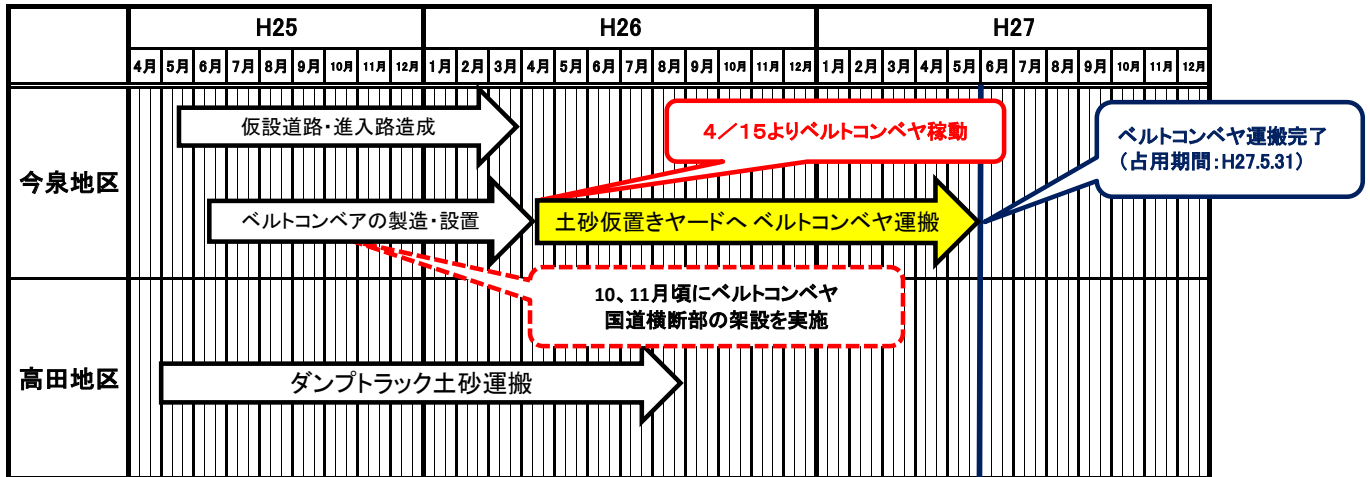 H25 H26 H27
4月 5月 6月 7月 8月 9月 10月 11月 12月 1月 2月 3月 4月 5月 6月 7月 8月 9月 10月 11月 12月 1月 2月 3月 4月 5月 6月 7月 8月 9月 10月 11月 12月
今泉地区
仮設道路・進入路造成
4／15よりベルトコンベヤ稼動
ベルトコンベヤ運搬完了
（占用期間：H27.5.31）
ベルトコンベアの製造・設置
土砂仮置きヤードへ ベルトコンベヤ運搬
10、11月頃にベルトコンベヤ
国道横断部の架設を実施
高田地区
ダンプトラック土砂運搬